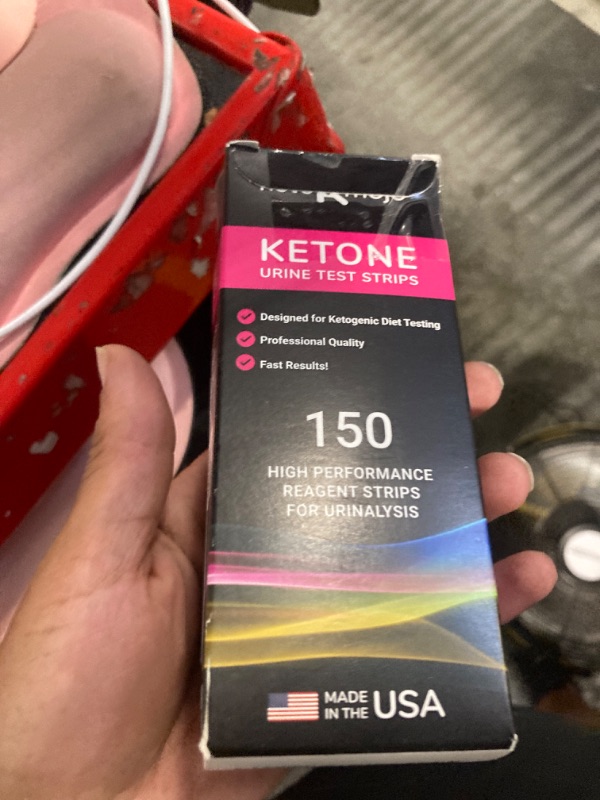 KETONE
URINE TEST STRIPS
Designed for Ketogenic Diet Testing
Professional Quality
Fast Results!
150
HIGH PERFORMANCE
REAGENT STRIPS
FOR URINALYSIS
MADE
IN THE USA